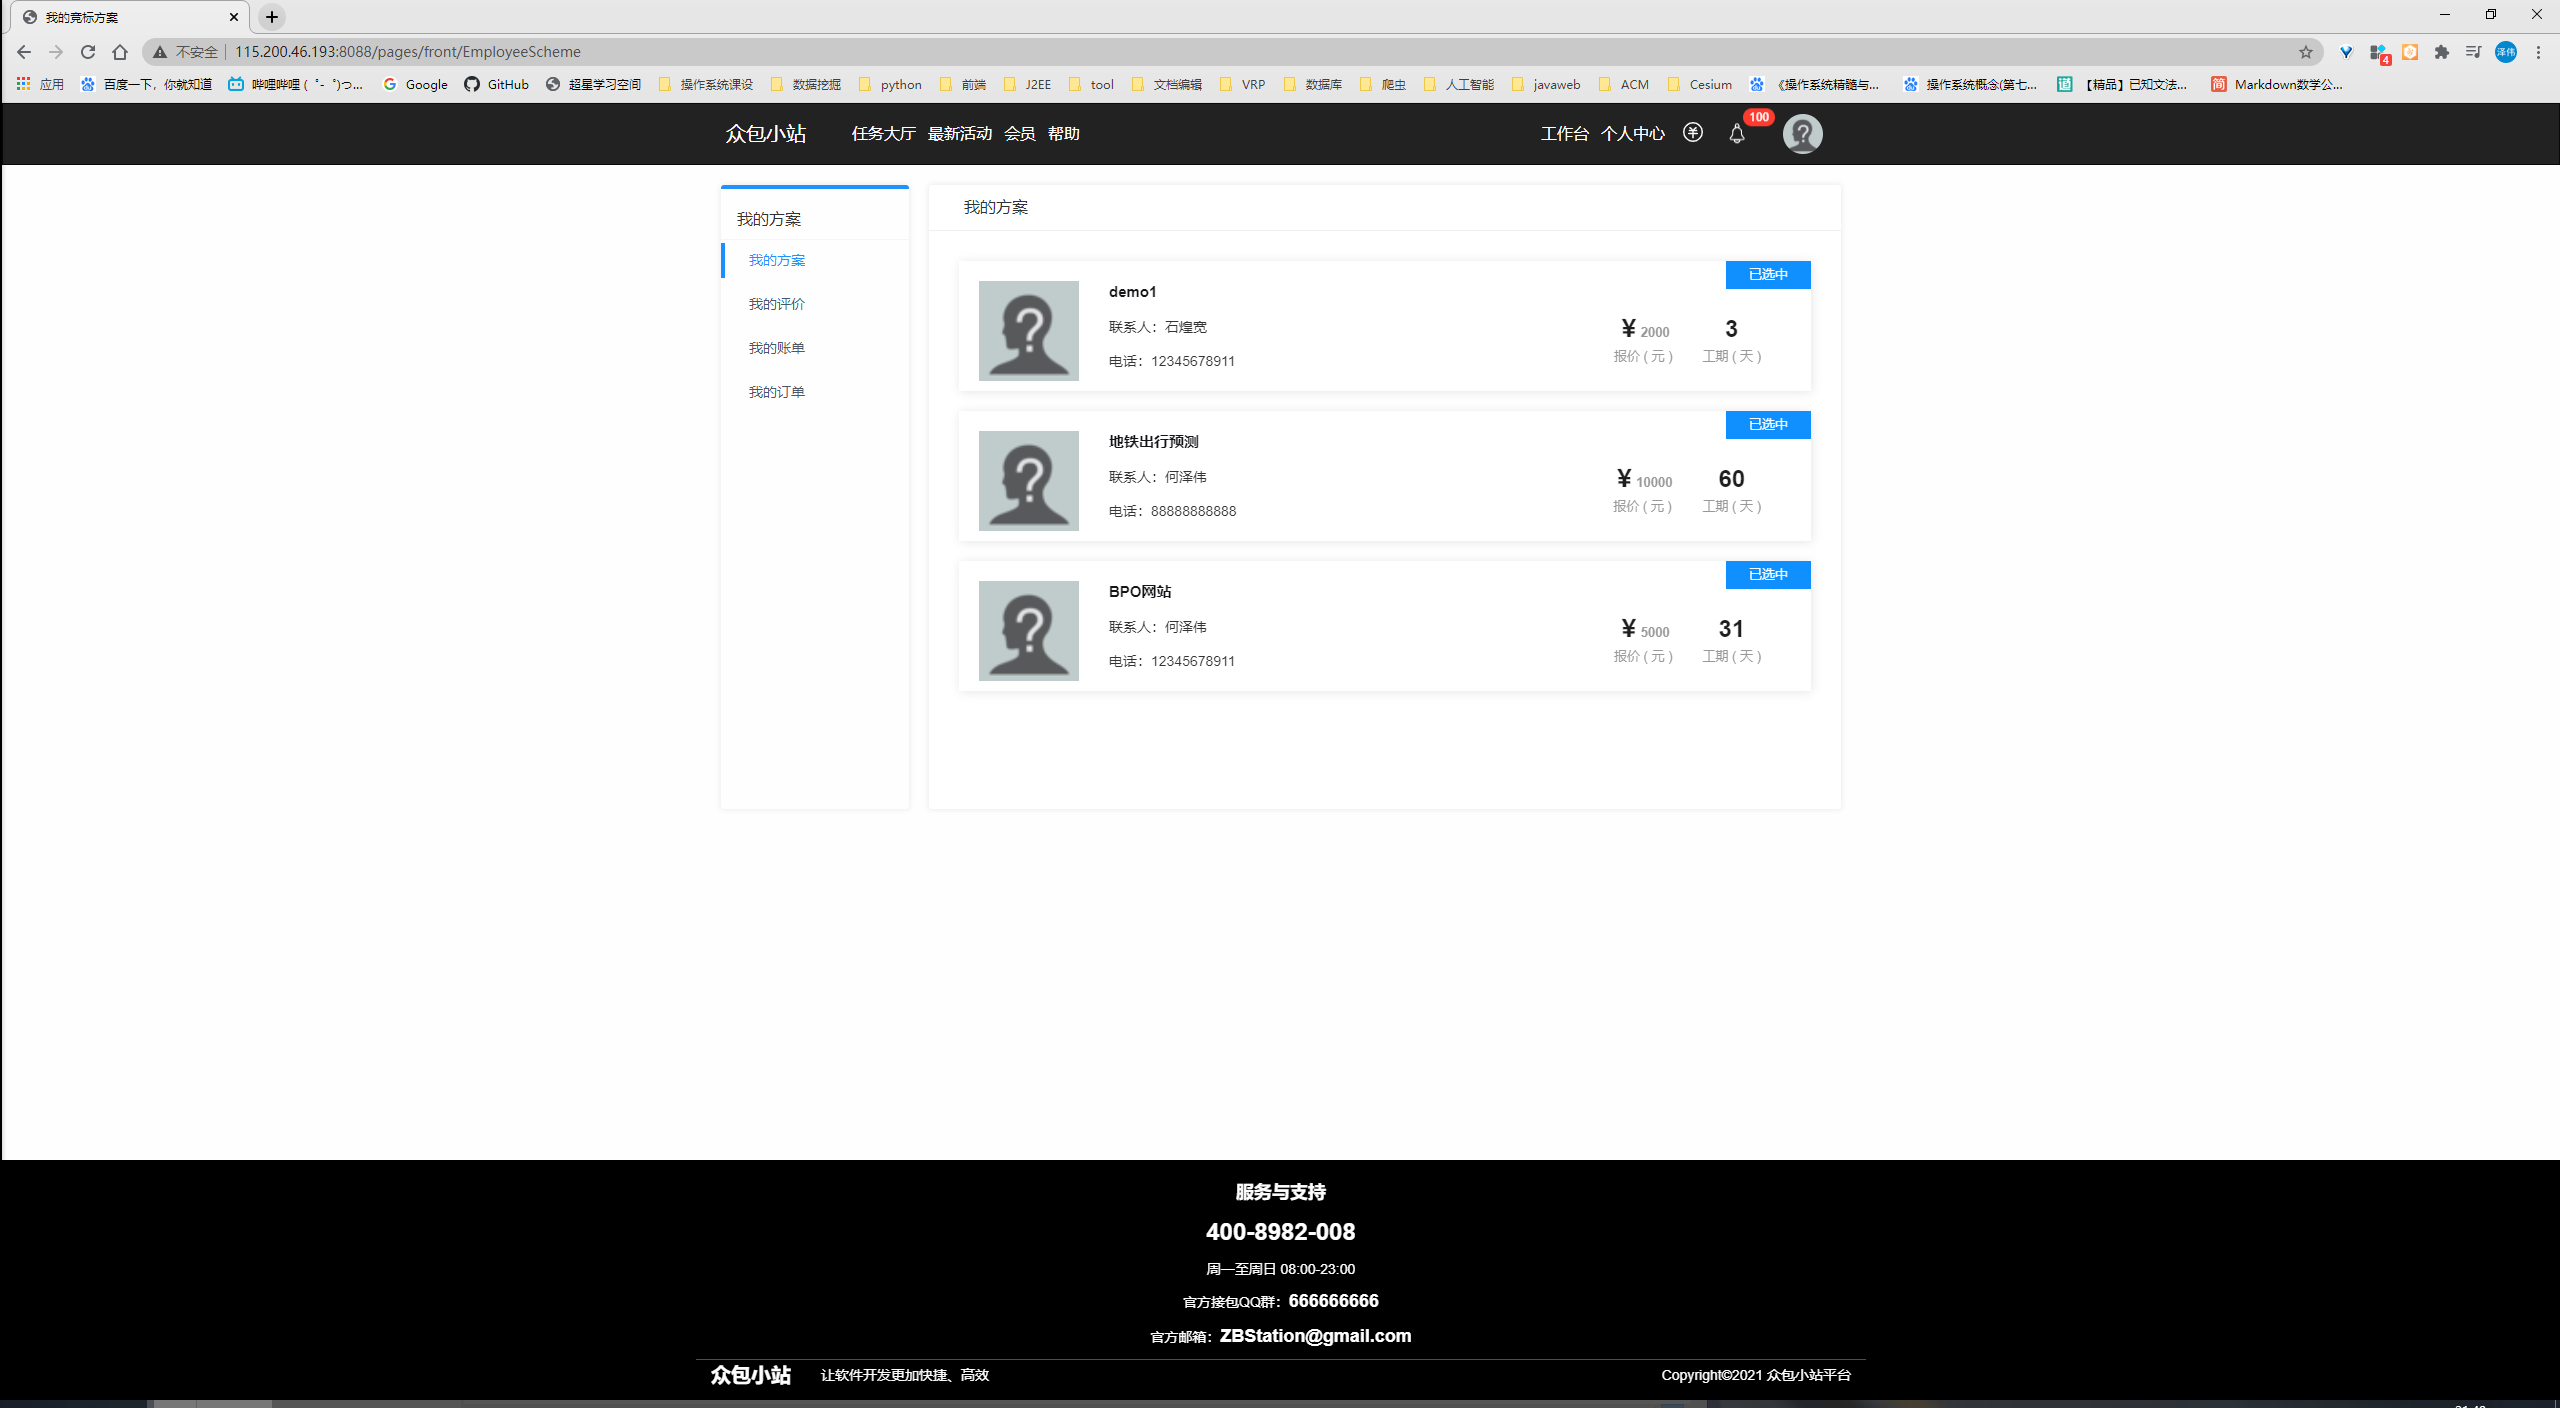 我的竞标方案
不安全 115.200.46.193:8088/pages/front/EmployeeScheme
4
泽伟
应用 百度一下，你就知道 哔哩哔哩 ( ゜- ゜)つ... Google GitHub 超星学习空间 操作系统课设 数据挖掘 python 前端 J2EE tool 文档编辑 VRP 数据库 爬虫 人工智能 javaweb ACM Cesium 《操作系统精髓与... 操作系统概念(第七... 【精品】已知文法... Markdown数学公...
众包小站 任务大厅 最新活动 会员 帮助 工作台 个人中心 100
我的方案
我的方案
我的评价
我的账单
我的订单
我的方案
已选中
demo1
联系人：石煌宽
电话：12345678911
¥ 2000 3
报价 ( 元 ) 工期 ( 天 )
已选中
地铁出行预测
联系人：何泽伟
电话：88888888888
¥ 10000 60
报价 ( 元 ) 工期 ( 天 )
已选中
BPO网站
联系人：何泽伟
电话：12345678911
¥ 5000 31
报价 ( 元 ) 工期 ( 天 )
服务与支持
400-8982-008
周一至周日 08:00-23:00
官方接包QQ群：666666666
官方邮箱：ZBStation@gmail.com
众包小站 让软件开发更加快捷、高效 Copyright©2021 众包小站平台